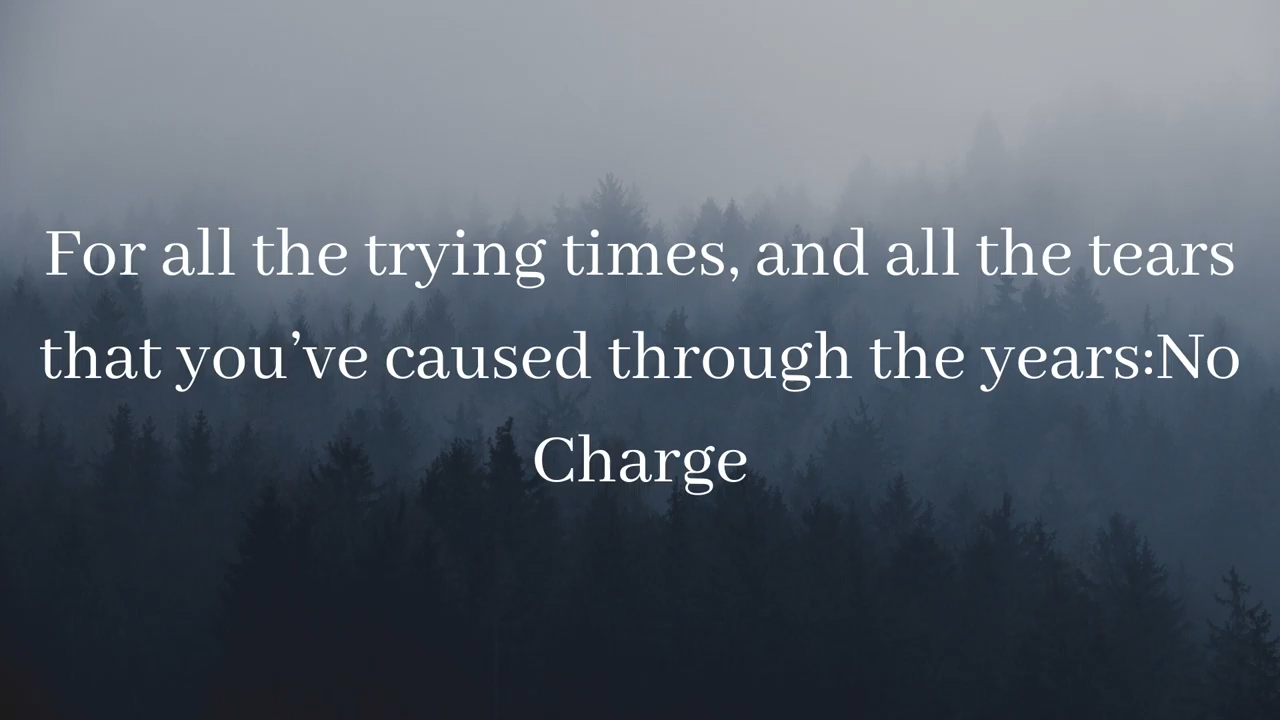 For all the trying times, and all the tears
that you’ve caused through the years:No
Charge